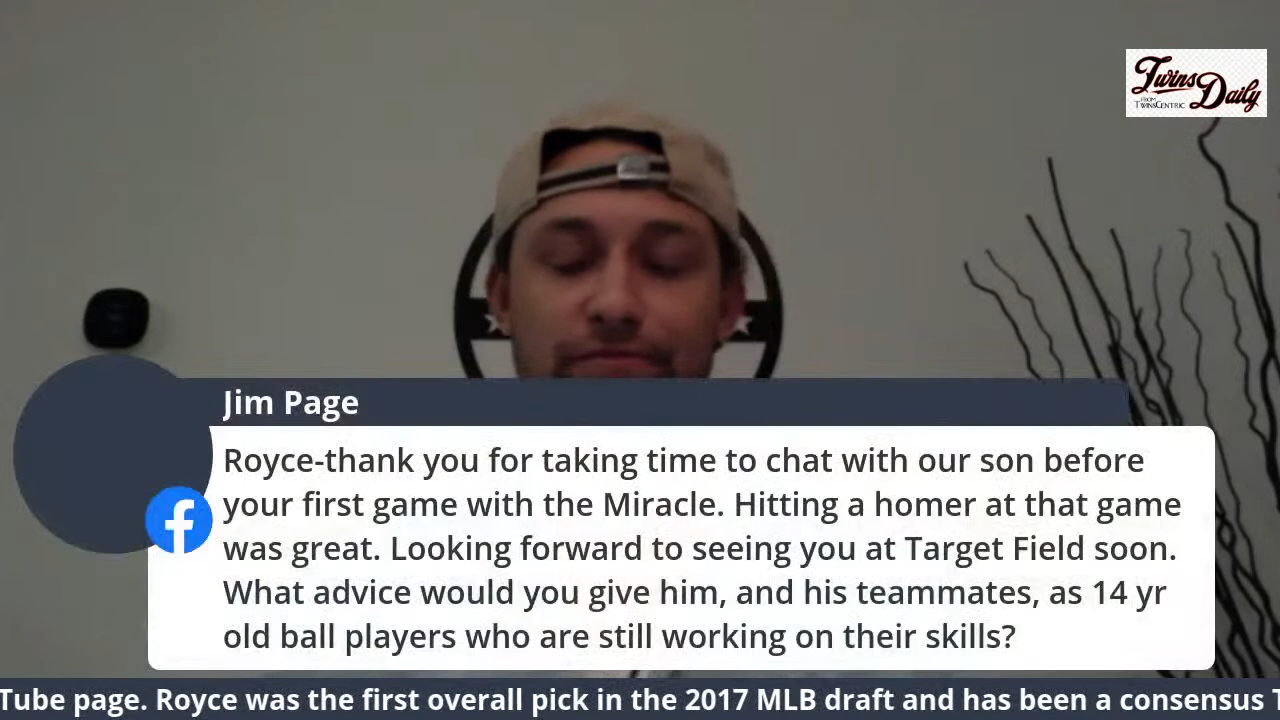 Twins
Daily
FROM
TWINSCENTRIC
Jim Page
Royce-thank you for taking time to chat with our son before
your first game with the Miracle. Hitting a homer at that game
was great. Looking forward to seeing you at Target Field soon.
What advice would you give him, and his teammates, as 14 yr
old ball players who are still working on their skills?
Tube page. Royce was the first overall pick in the 2017 MLB draft and has been a consensus